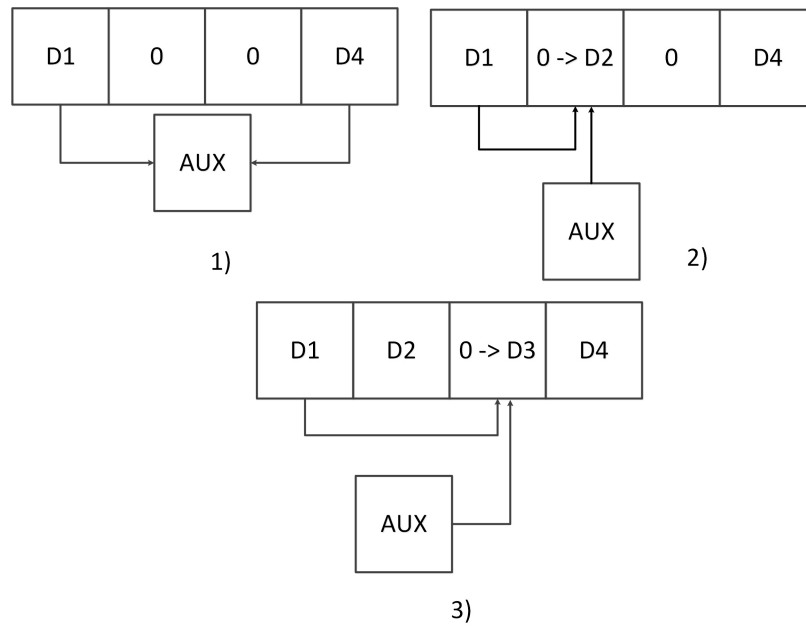 D1 0 0 D4
AUX
1)
D1 0 -> D2 0 D4
AUX
2)
D1 D2 0 -> D3 D4
AUX
3)